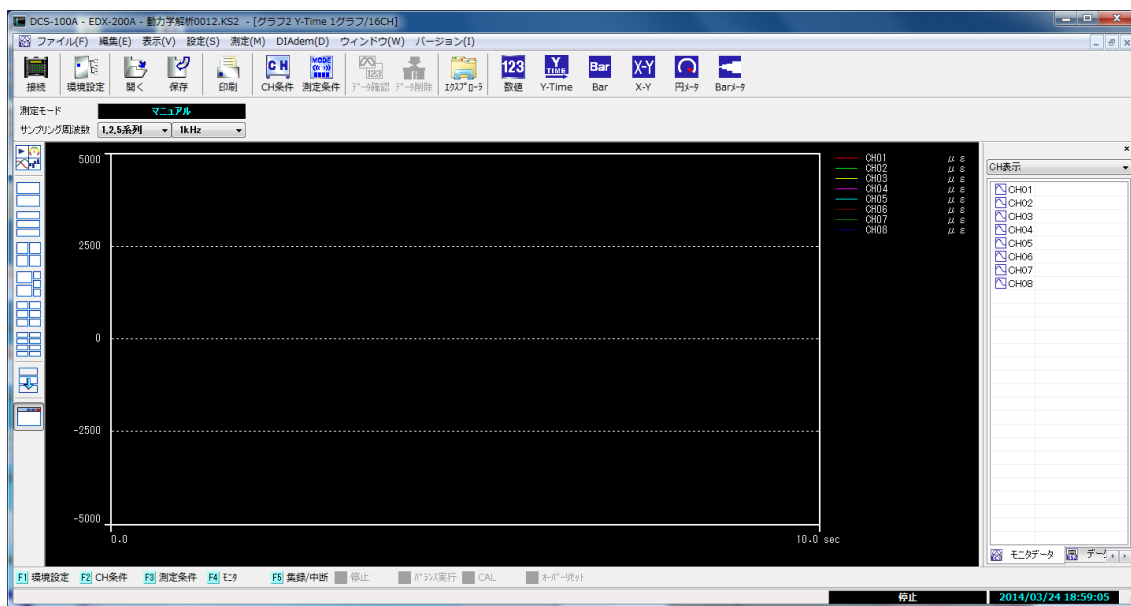 DCS-100A - EDX-200A - 動力学解析0012.KS2 - [グラフ2 Y-Time 1グラフ/16CH]
ファイル(F) 編集(E) 表示(V) 設定(S) 測定(M) DIAdem(D) ウィンドウ(W) バージョン(I)
CH MODE 123 123 Y TIME Bar X-Y
接続 環境設定 開く 保存 印刷 CH条件 測定条件 データ確認 データ削除 エクスプローラ 数値 Y-Time Bar X-Y 円メータ Barメータ
測定モード マニュアル
サンプリング周波数 1,2,5系列 1kHz
5000
2500
0
-2500
-5000
0.0 10.0 sec
CH01 μ ε
CH02 μ ε
CH03 μ ε
CH04 μ ε
CH05 μ ε
CH06 μ ε
CH07 μ ε
CH08 μ ε
CH表示
CH01
CH02
CH03
CH04
CH05
CH06
CH07
CH08
モニタデータ データ
F1 環境設定 F2 CH条件 F3 測定条件 F4 モニタ F5 集録/中断 停止 バランス実行 CAL オーバーリセット
停止 2014/03/24 18:59:05